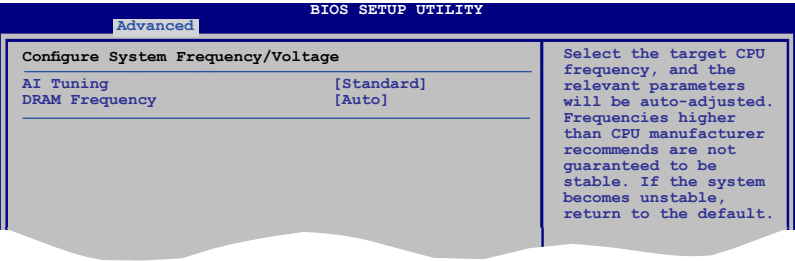 BIOS SETUP UTILITY
Advanced
Configure System Frequency/Voltage
AI Tuning [Standard]
DRAM Frequency [Auto]
Select the target CPU
frequency, and the
relevant parameters
will be auto-adjusted.
Frequencies higher
than CPU manufacturer
recommends are not
guaranteed to be
stable. If the system
becomes unstable,
return to the default.